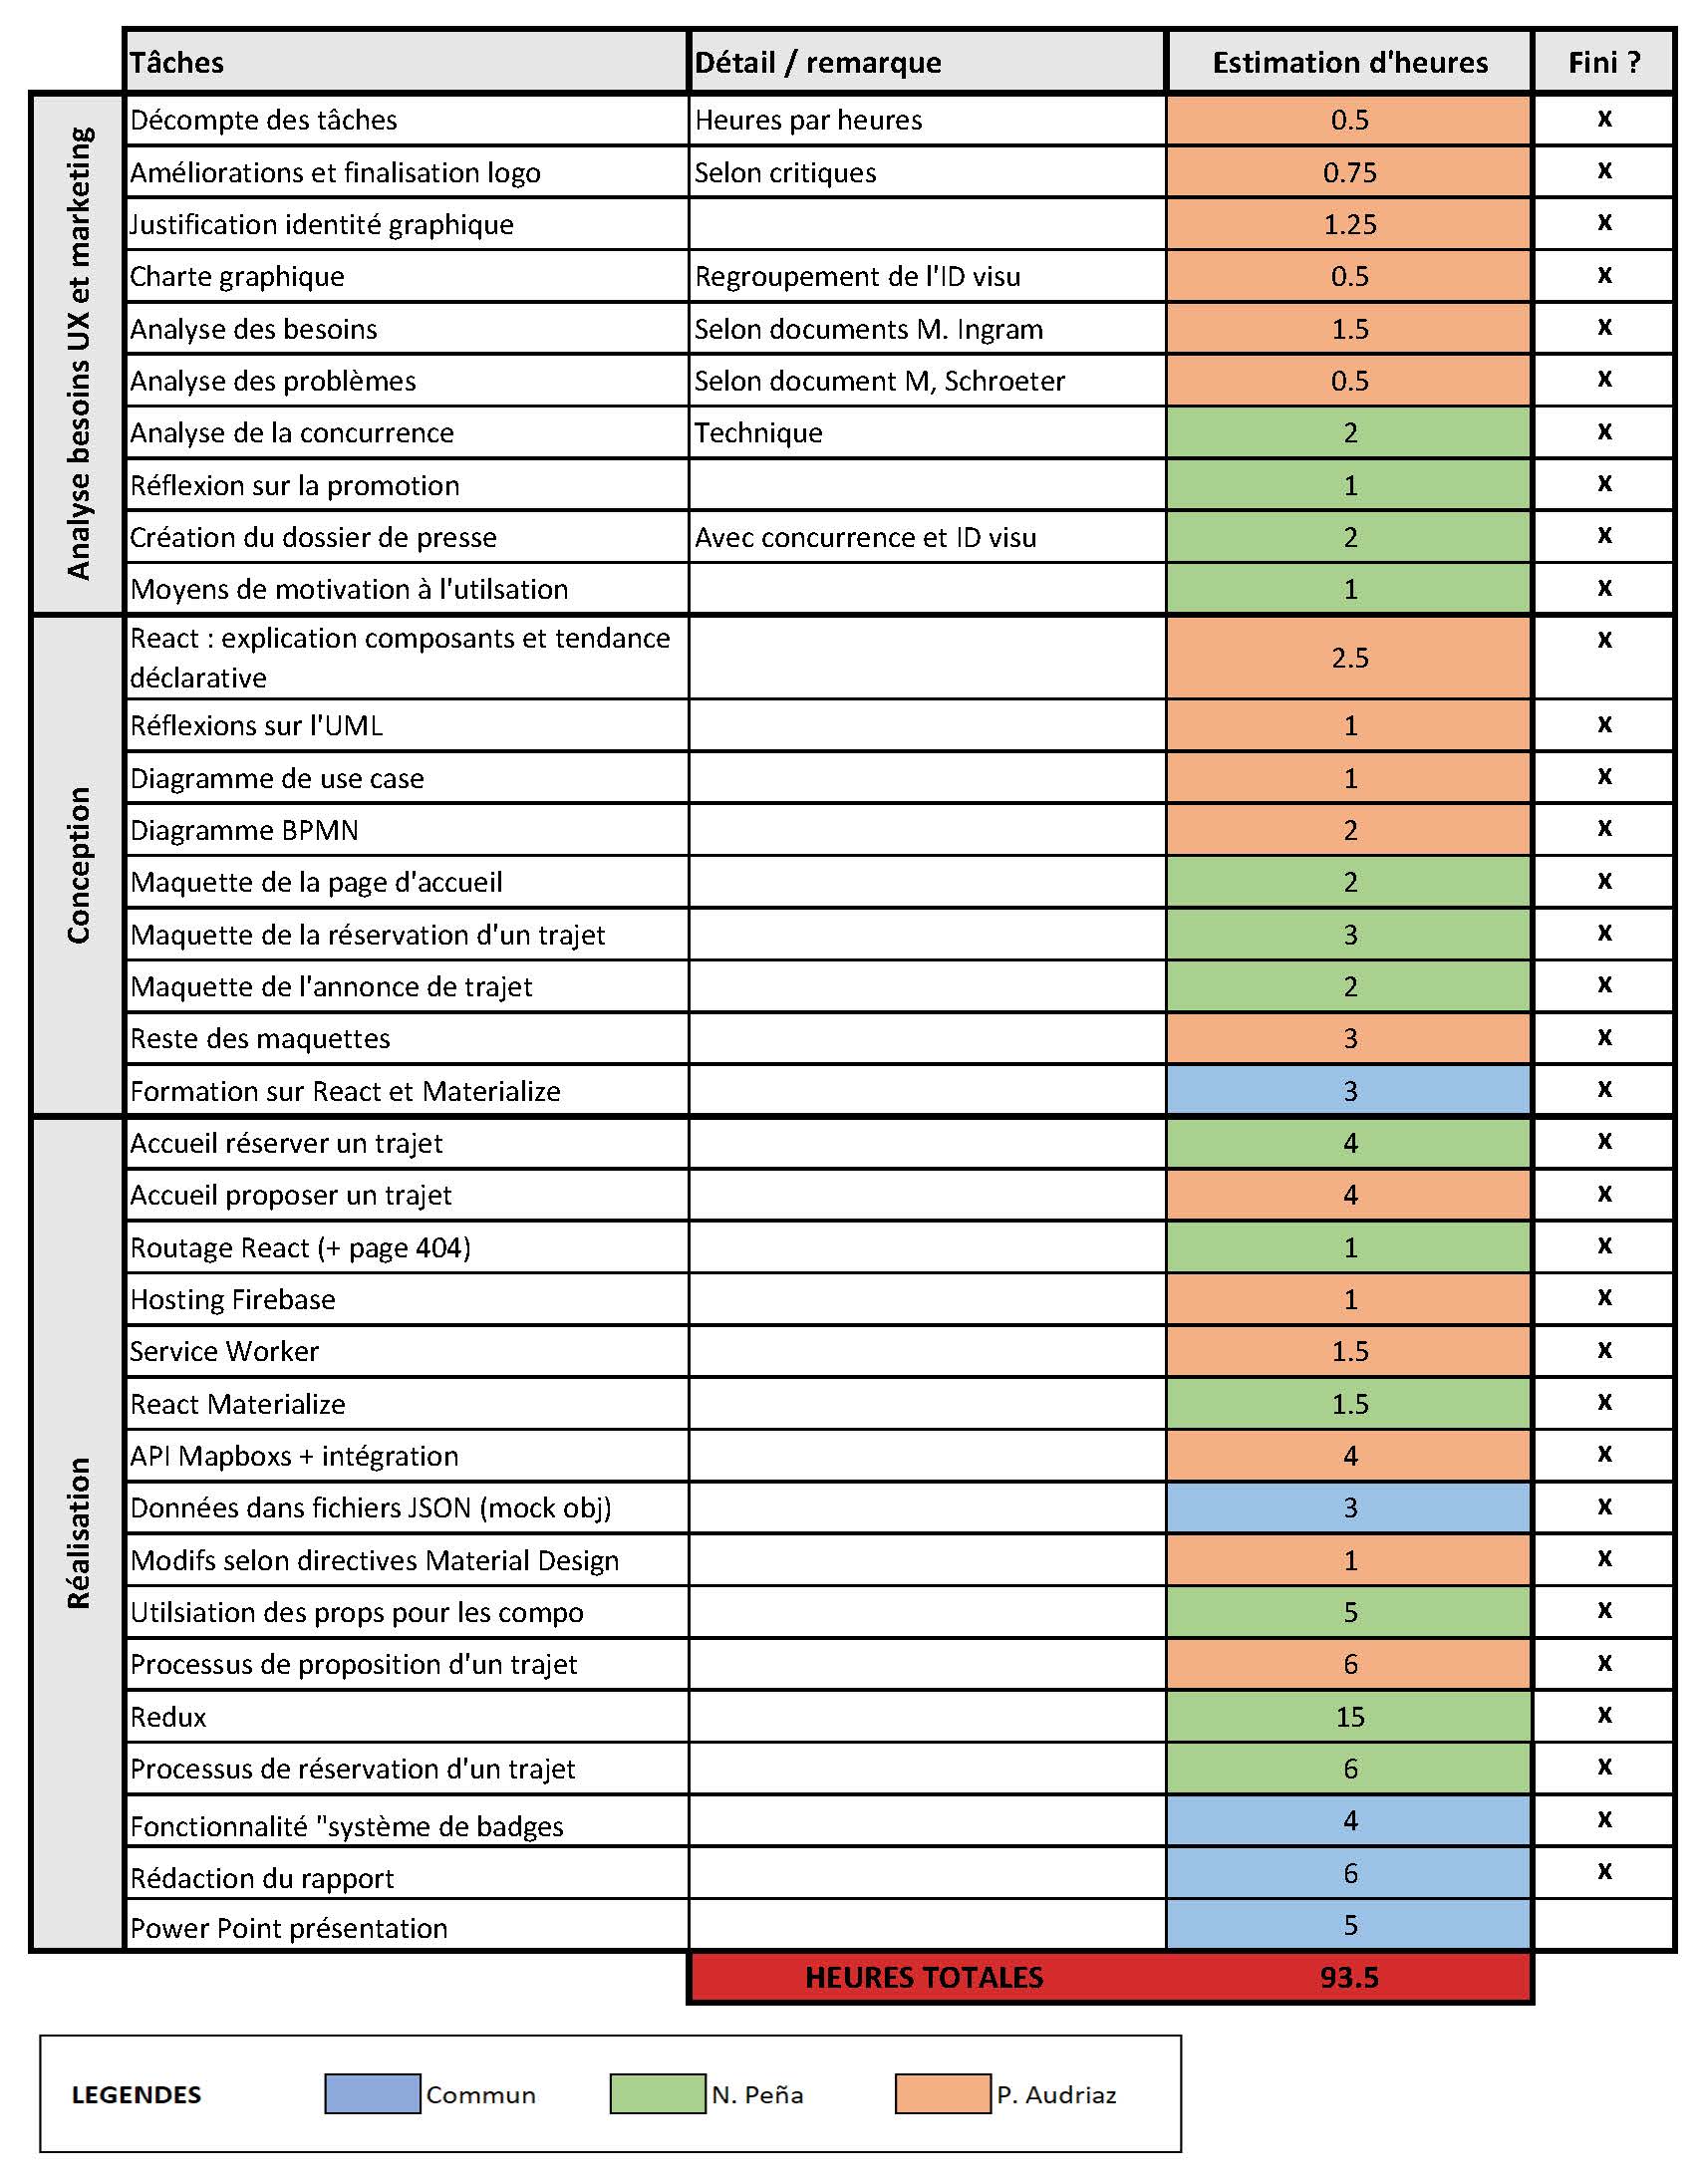 Tâches Détail / remarque Estimation d'heures Fini ?
Analyse besoins UX et marketing
Décompte des tâches Heures par heures 0.5 x
Améliorations et finalisation logo Selon critiques 0.75 x
Justification identité graphique 1.25 x
Charte graphique Regroupement de l'ID visu 0.5 x
Analyse des besoins Selon documents M. Ingram 1.5 x
Analyse des problèmes Selon document M, Schroeter 0.5 x
Analyse de la concurrence Technique 2 x
Réflexion sur la promotion 1 x
Création du dossier de presse Avec concurrence et ID visu 2 x
Moyens de motivation à l'utilsation 1 x
Conception
React : explication composants et tendance
déclarative 2.5 x
Réflexions sur l'UML 1 x
Diagramme de use case 1 x
Diagramme BPMN 2 x
Maquette de la page d'accueil 2 x
Maquette de la réservation d'un trajet 3 x
Maquette de l'annonce de trajet 2 x
Reste des maquettes 3 x
Formation sur React et Materialize 3 x
Réalisation
Accueil réserver un trajet 4 x
Accueil proposer un trajet 4 x
Routage React (+ page 404) 1 x
Hosting Firebase 1 x
Service Worker 1.5 x
React Materialize 1.5 x
API Mapboxs + intégration 4 x
Données dans fichiers JSON (mock obj) 3 x
Modifs selon directives Material Design 1 x
Utilsiation des props pour les compo 5 x
Processus de proposition d'un trajet 6 x
Redux 15 x
Processus de réservation d'un trajet 6 x
Fonctionnalité "système de badges 4 x
Rédaction du rapport 6 x
Power Point présentation 5
HEURES TOTALES 93.5
LEGENDES Commun N. Peña P. Audriaz